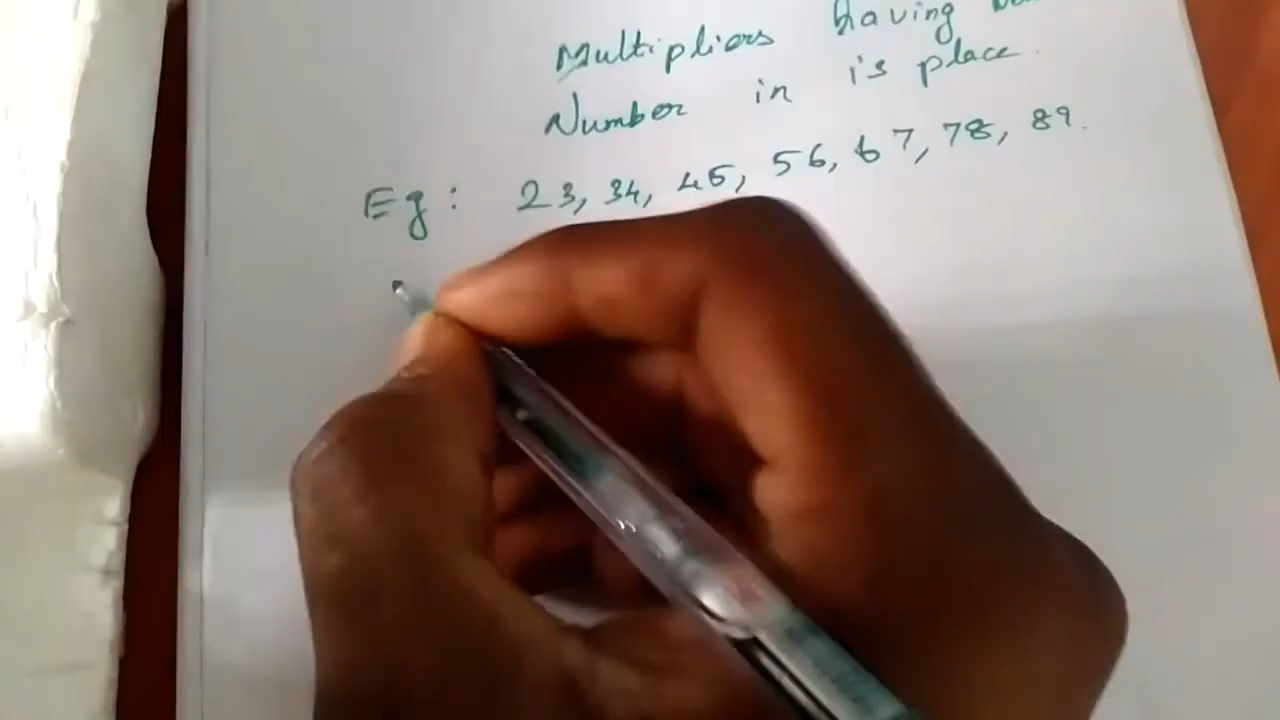 Multipliers having
Number in 1's place.
Eg : 23, 34, 45, 56, 67, 78, 89.